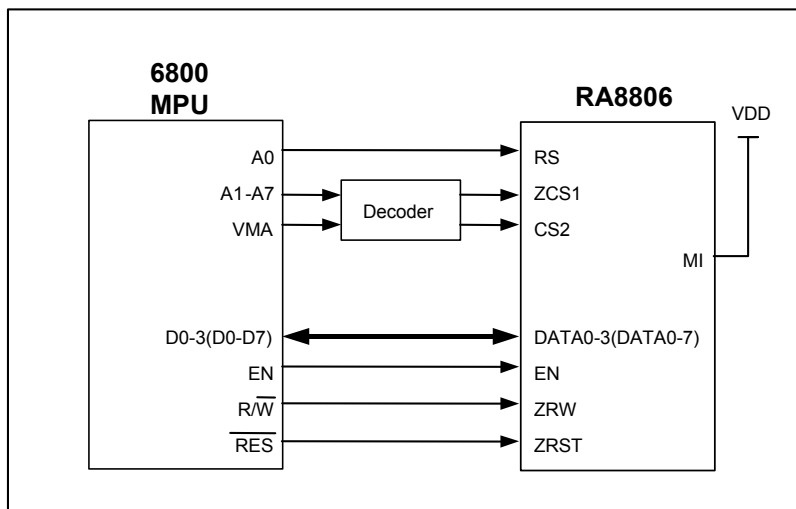 6800
MPU
RA8806
VDD
A0
RS
A1-A7
Decoder
ZCS1
VMA
CS2
MI
D0-3(D0-D7)
DATA0-3(DATA0-7)
EN
EN
R/W̅
ZRW
R̅E̅S̅
ZRST